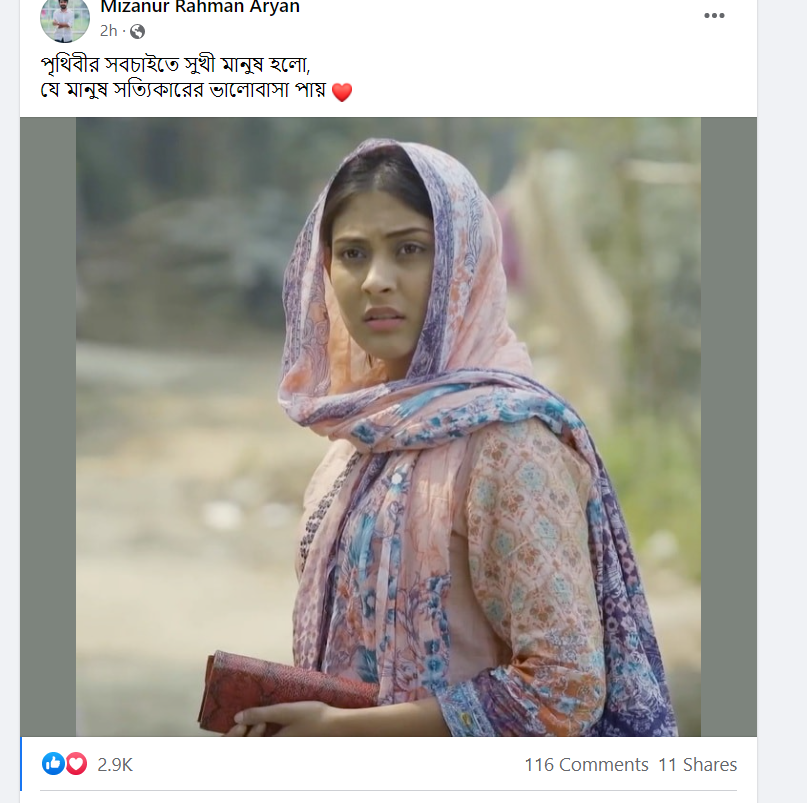 Mizanur Rahman Aryan
2h ·
পৃথিবীর সবচাইতে সুখী মানুষ হলো,
যে মানুষ সত্যিকারের ভালোবাসা পায়
2.9K
116 Comments 11 Shares